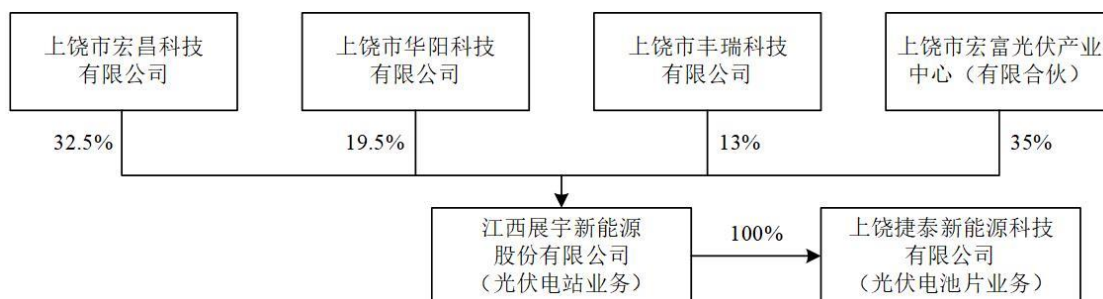 上饶市宏昌科技
有限公司
上饶市华阳科技
有限公司
上饶市丰瑞科技
有限公司
上饶市宏富光伏产业
中心（有限合伙）
32.5%
19.5%
13%
35%
江西展宇新能源
股份有限公司
（光伏电站业务）
100%
上饶捷泰新能源科技
有限公司
（光伏电池片业务）